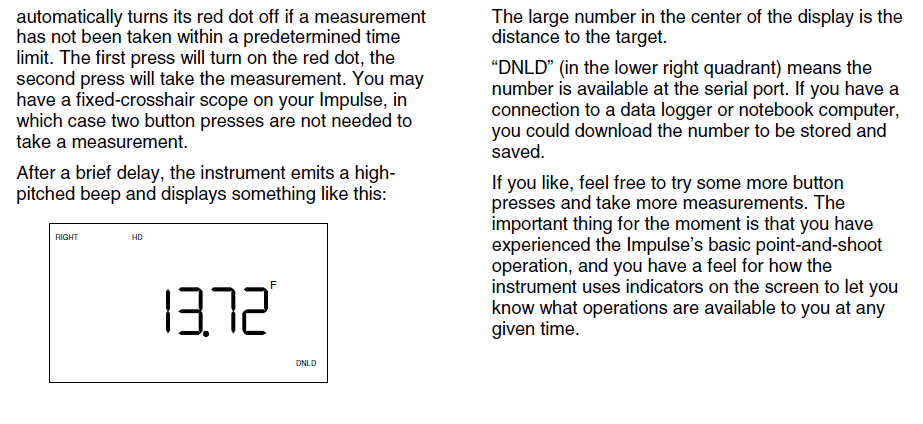 automatically turns its red dot off if a measurement
has not been taken within a predetermined time
limit. The first press will turn on the red dot, the
second press will take the measurement. You may
have a fixed-crosshair scope on your Impulse, in
which case two button presses are not needed to
take a measurement.
After a brief delay, the instrument emits a high-
pitched beep and displays something like this:
RIGHT HD
13.72 F
DNLD
The large number in the center of the display is the
distance to the target.
“DNLD” (in the lower right quadrant) means the
number is available at the serial port. If you have a
connection to a data logger or notebook computer,
you could download the number to be stored and
saved.
If you like, feel free to try some more button
presses and take more measurements. The
important thing for the moment is that you have
experienced the Impulse’s basic point-and-shoot
operation, and you have a feel for how the
instrument uses indicators on the screen to let you
know what operations are available to you at any
given time.